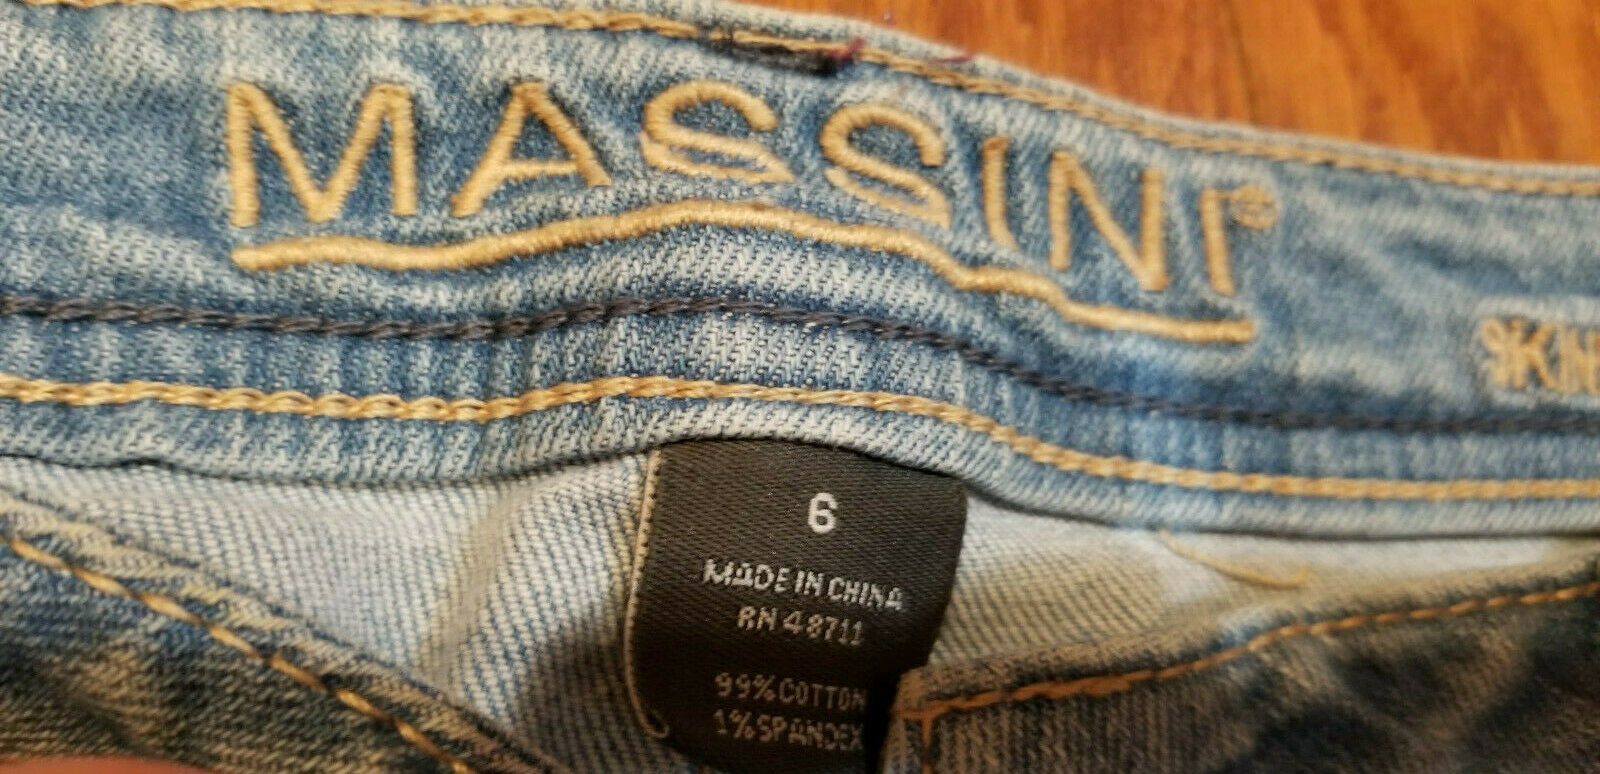 MASSINI®
6
MADE IN CHINA
RN 48711
99% COTTON
1% SPANDEX